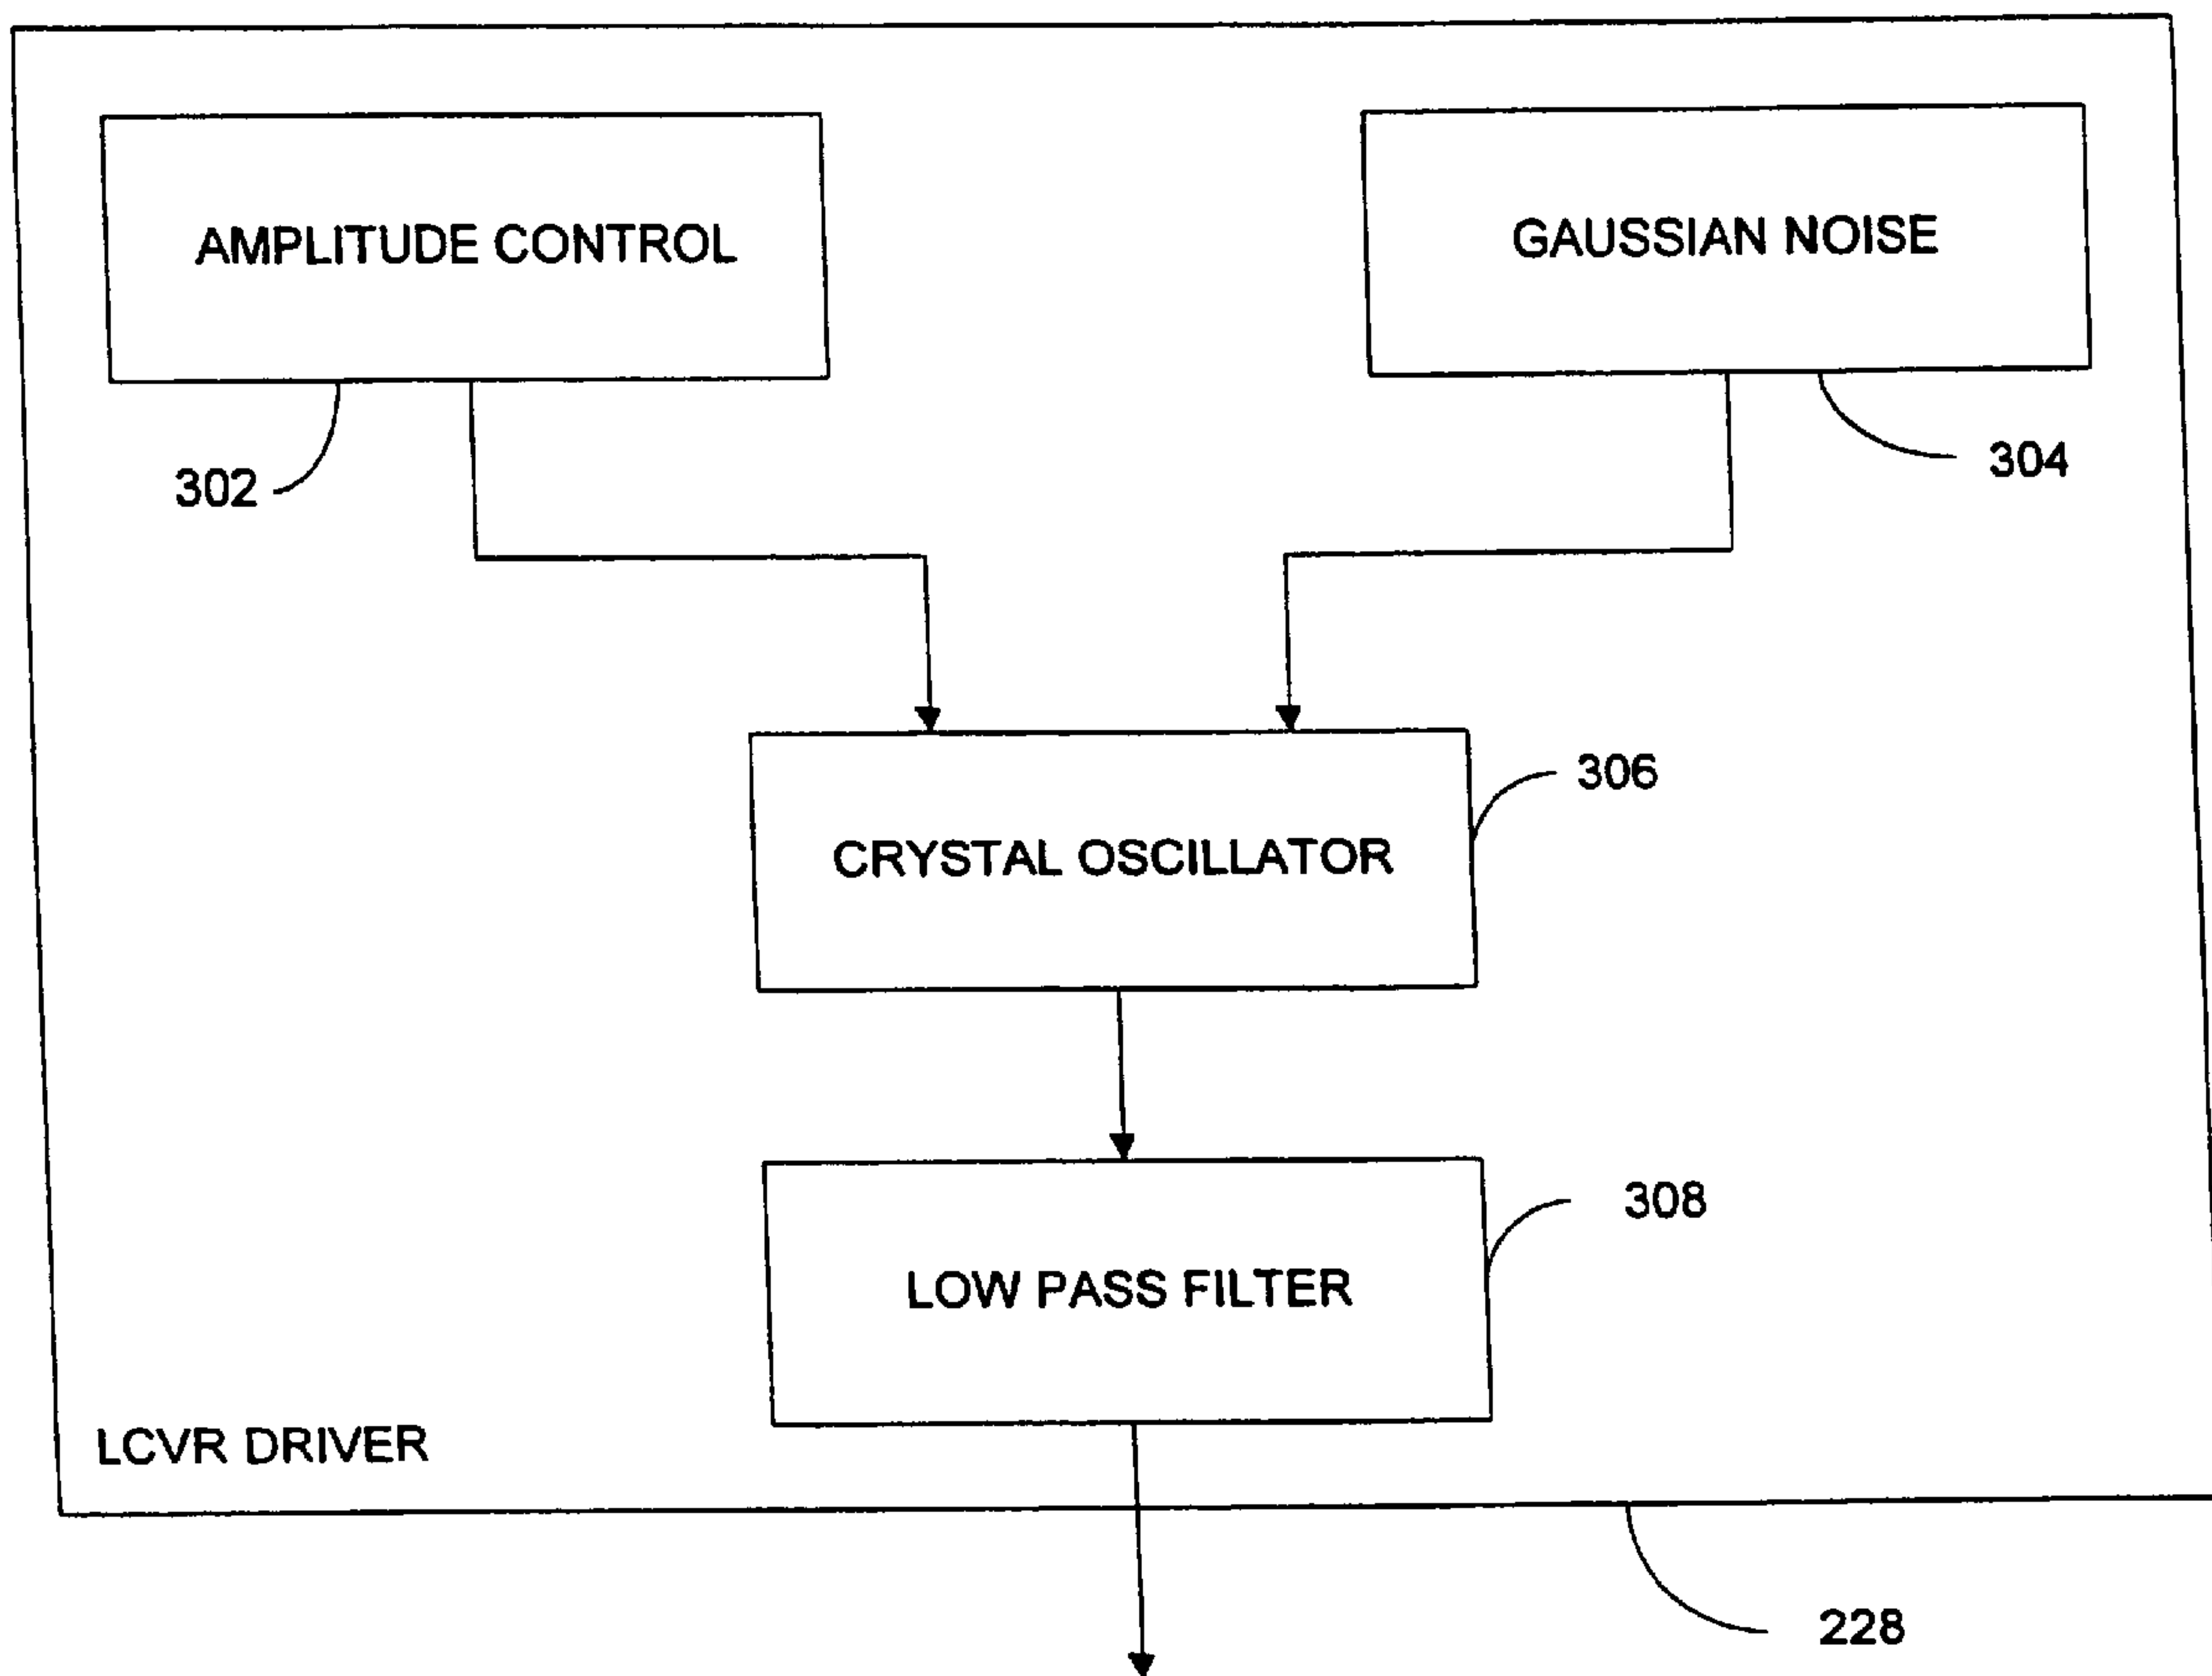 AMPLITUDE CONTROL
GAUSSIAN NOISE
302
304
306
CRYSTAL OSCILLATOR
308
LOW PASS FILTER
LCVR DRIVER
228